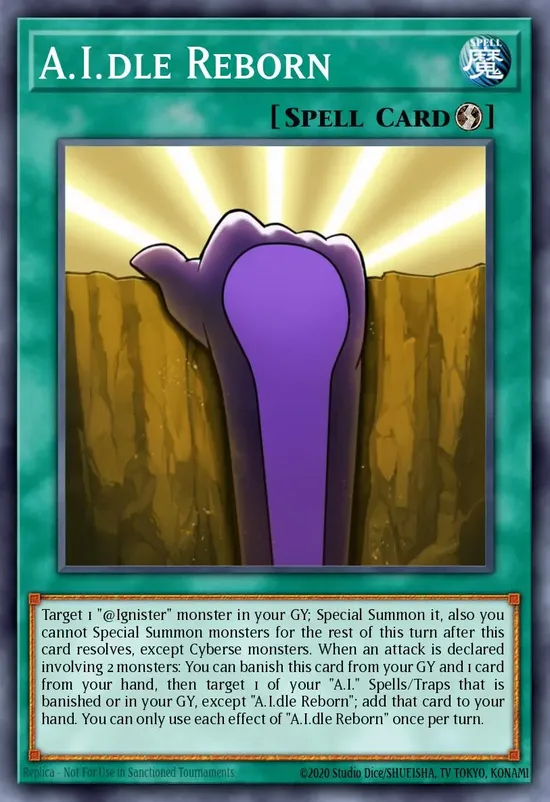 A.I.dle Reborn
SPELL
魔
[Spell Card]
Target 1 "@Ignister" monster in your GY; Special Summon it, also you
cannot Special Summon monsters for the rest of this turn after this
card resolves, except Cyberse monsters. When an attack is declared
involving 2 monsters: You can banish this card from your GY and 1 card
from your hand, then target 1 of your "A.I." Spells/Traps that is
banished or in your GY, except "A.I.dle Reborn"; add that card to your
hand. You can only use each effect of "A.I.dle Reborn" once per turn.
Replica - Not For Use in Sanctioned Tournaments
©2020 Studio Dice/SHUEISHA, TV TOKYO, KONAMI